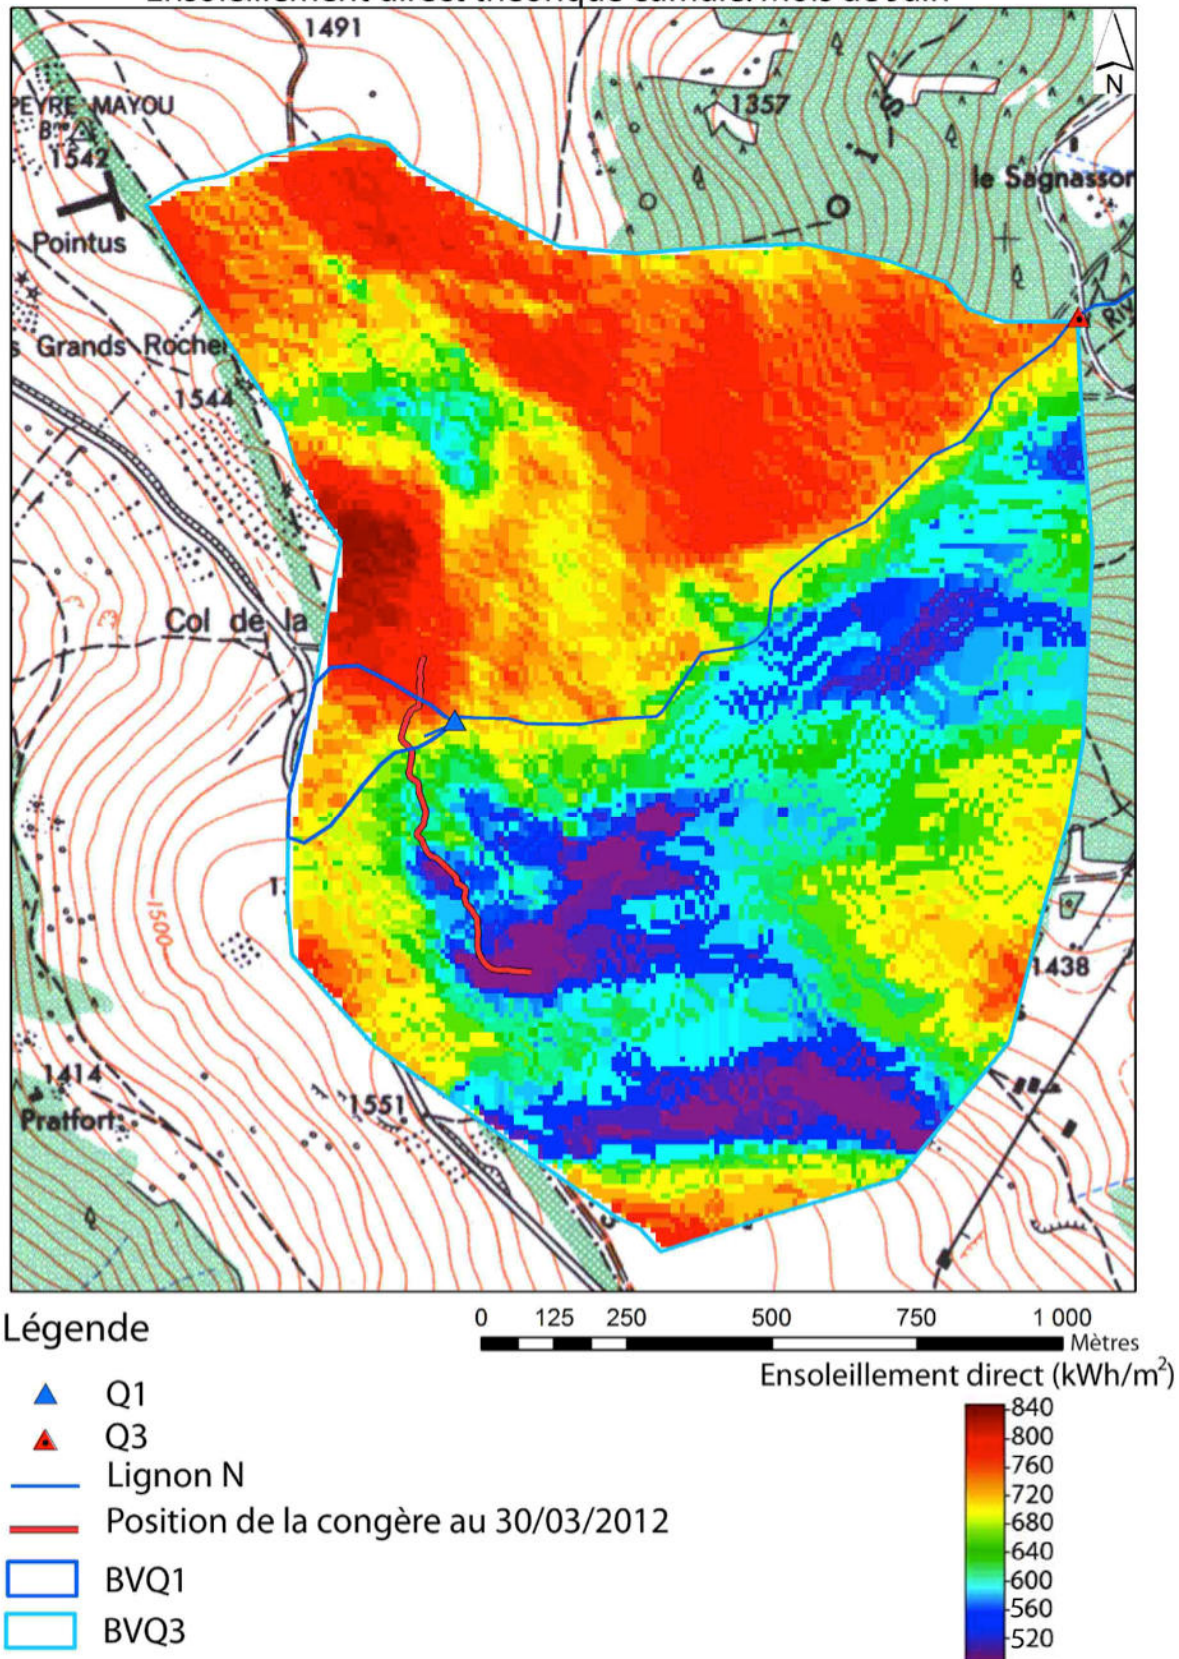 1491
N
PEYRE MAYOU
1357
1542
le Sagnasson
Pointus
s Grands Rocher
1544
Col de la
1500
1438
1414
1551
Pratfort
Légende
0 125 250 500 750 1 000
Mètres
Ensoleillement direct (kWh/m²)
Q1
Q3
Lignon N
Position de la congère au 30/03/2012
BVQ1
BVQ3
840
800
760
720
680
640
600
560
520